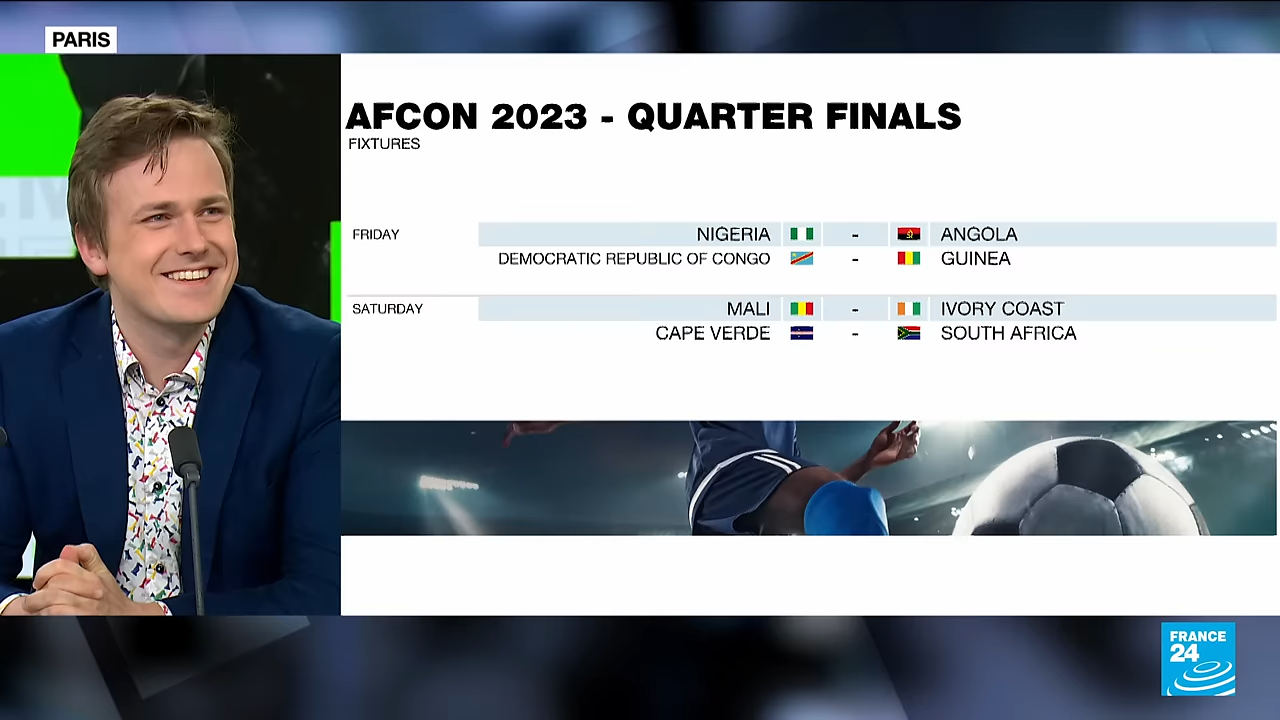 PARIS
AFCON 2023 - QUARTER FINALS
FIXTURES
FRIDAY NIGERIA - ANGOLA
DEMOCRATIC REPUBLIC OF CONGO - GUINEA
SATURDAY MALI - IVORY COAST
CAPE VERDE - SOUTH AFRICA
FRANCE
24